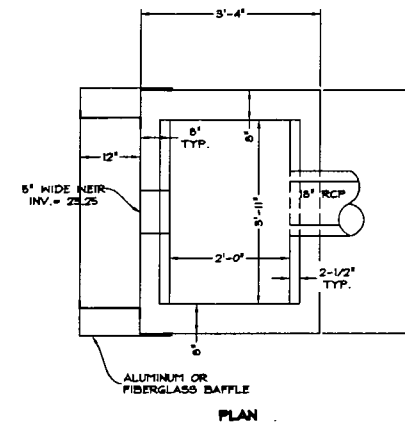 3'-4"
8"
TYP.
8"
12"
5" WIDE WEIR
INV.= 23.25
18" RCP
3'-11"
2'-0"
2-1/2"
TYP.
8"
ALUMINUM OR
FIBERGLASS BAFFLE
PLAN